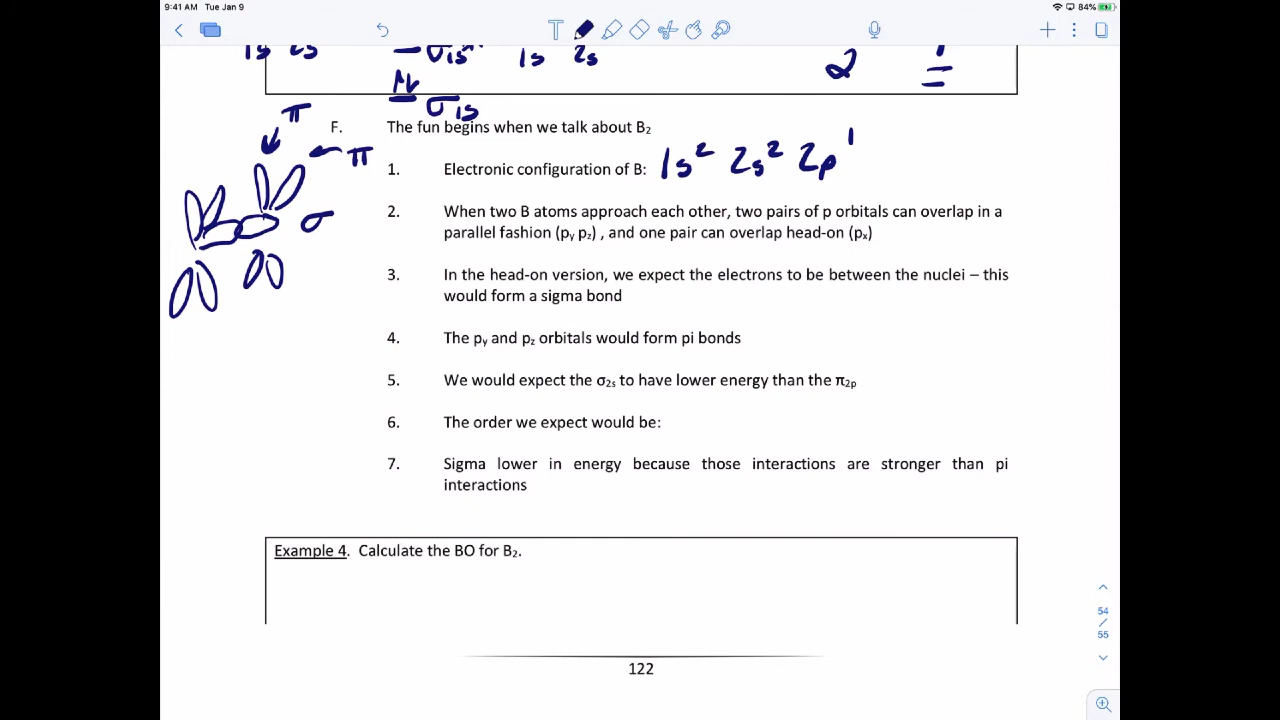 9:41 AM Tue Jan 9
84%
1s 2s σ1s* 1s 2s 2
σ1s
π
F. The fun begins when we talk about B₂
π
1. Electronic configuration of B: 1s² 2s² 2p¹
2. When two B atoms approach each other, two pairs of p orbitals can overlap in a
parallel fashion (pᵧ p_z) , and one pair can overlap head-on (pₓ)
σ
3. In the head-on version, we expect the electrons to be between the nuclei – this
would form a sigma bond
4. The pᵧ and p_z orbitals would form pi bonds
5. We would expect the σ₂ₛ to have lower energy than the π₂ₚ
6. The order we expect would be:
7. Sigma lower in energy because those interactions are stronger than pi
interactions
Example 4. Calculate the BO for B₂.
54
/
55
122